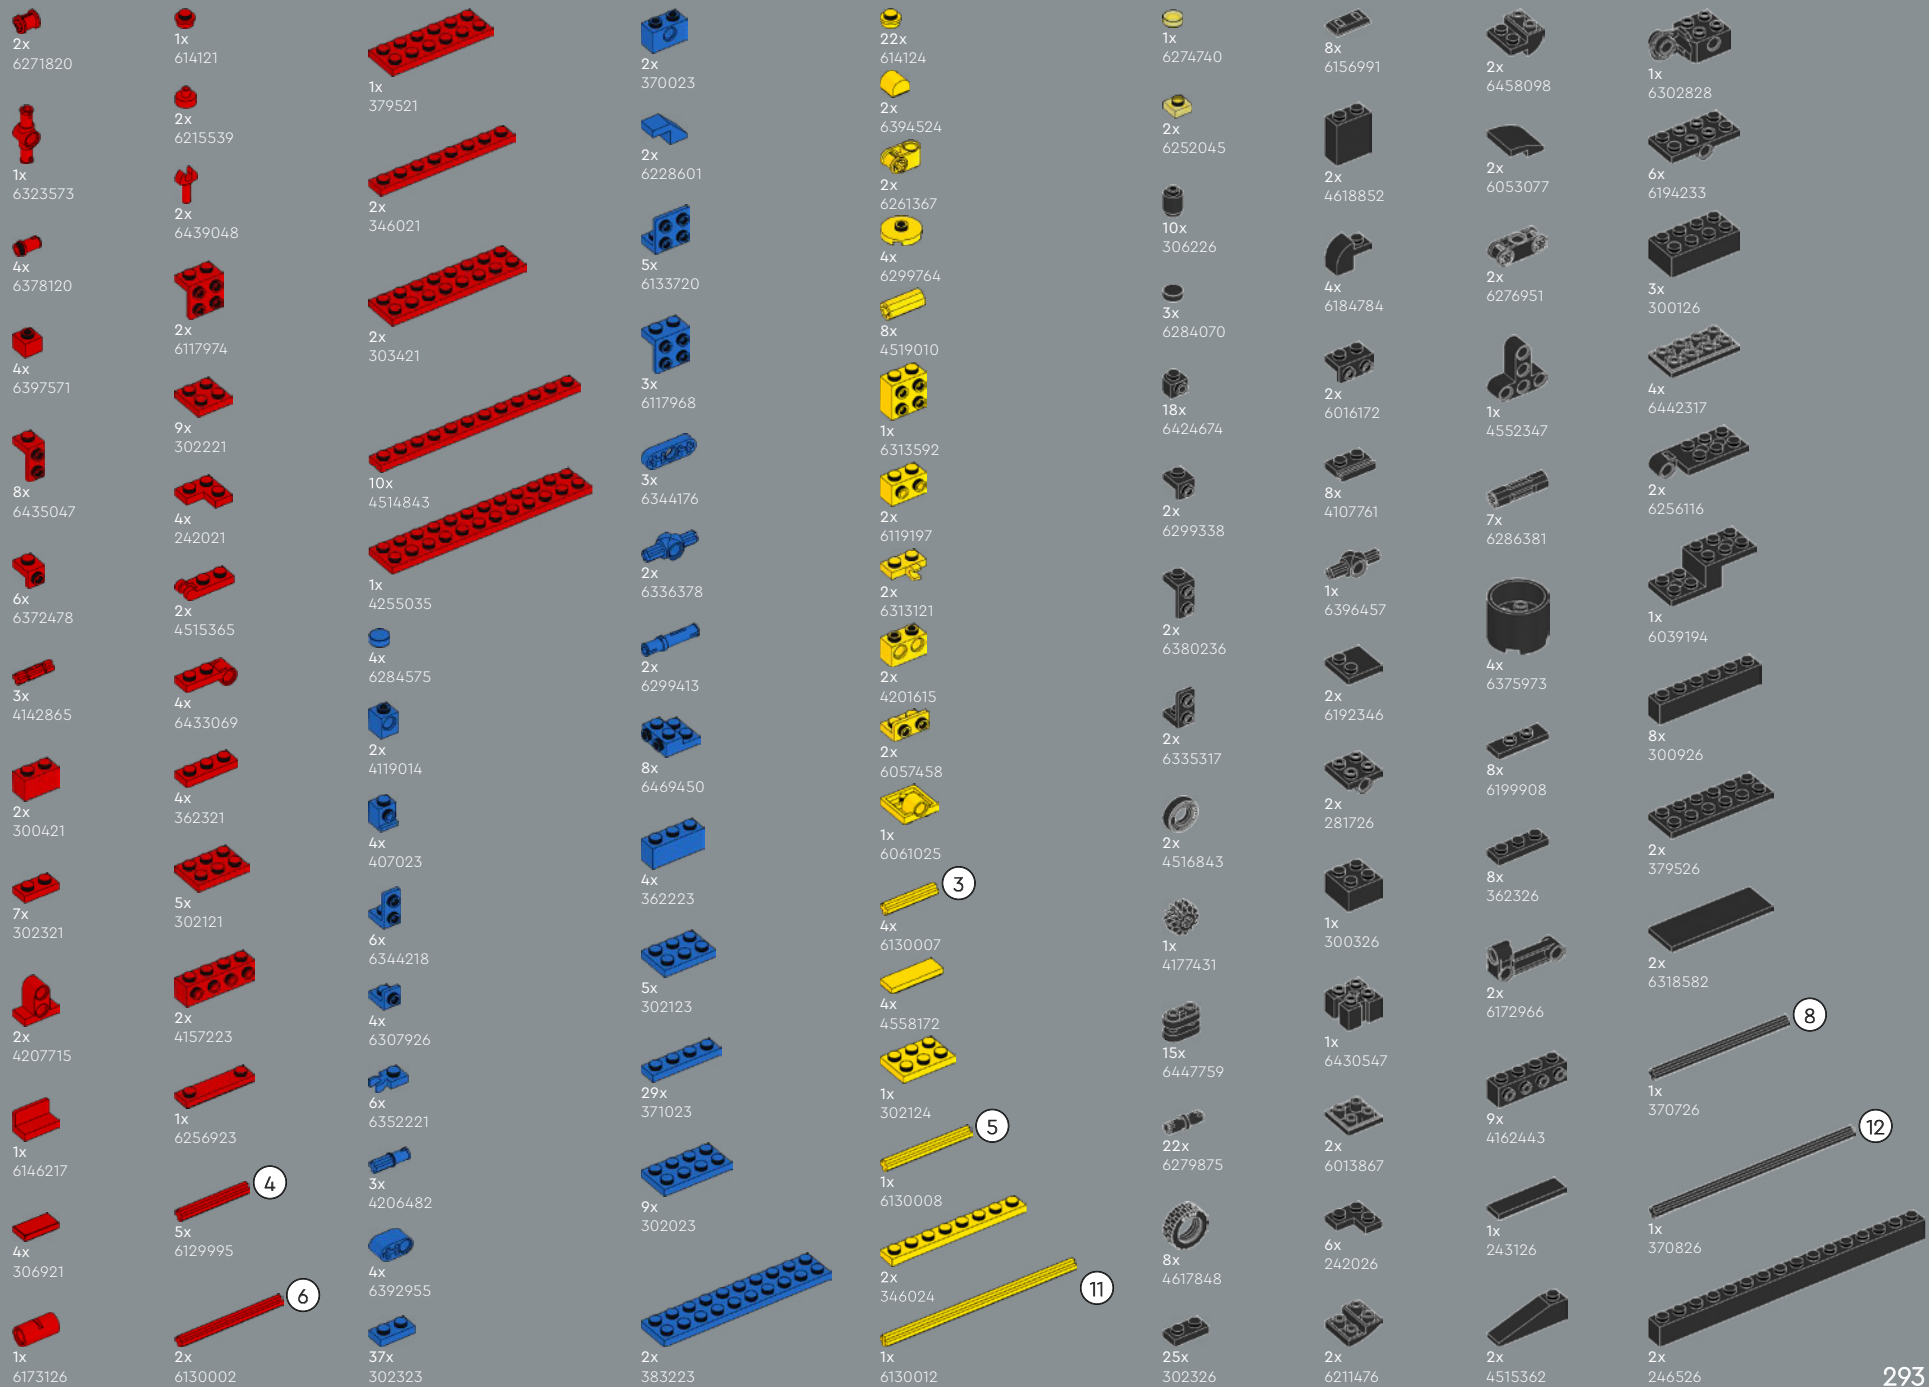 2x
6271820
1x
6323573
4x
6378120
4x
6397571
8x
6435047
6x
6372478
3x
4142865
2x
300421
7x
302321
2x
4207715
1x
6146217
4x
306921
1x
6173126
1x
614121
2x
6215539
2x
6439048
2x
6117974
9x
302221
4x
242021
2x
4515365
4x
6433069
4x
362321
5x
302121
2x
4157223
1x
6256923
4
5x
6129995
6
2x
6130002
1x
379521
2x
346021
2x
303421
10x
4514843
1x
4255035
4x
6284575
2x
4119014
4x
407023
6x
6344218
4x
6307926
6x
6352221
3x
4206482
4x
6392955
37x
302323
2x
370023
2x
6228601
5x
6133720
3x
6117968
3x
6344176
2x
6336378
2x
6299413
8x
6469450
4x
362223
5x
302123
29x
371023
9x
302023
2x
383223
22x
614124
2x
6394524
2x
6261367
4x
6299764
8x
4519010
1x
6313592
2x
6119197
2x
6313121
2x
4201615
2x
6057458
1x
6061025
3
4x
6130007
4x
4558172
1x
302124
5
1x
6130008
2x
346024
11
1x
6130012
1x
6274740
2x
6252045
10x
306226
3x
6284070
18x
6424674
2x
6299338
2x
6380236
2x
6335317
2x
4516843
1x
4177431
15x
6447759
22x
6279875
8x
4617848
25x
302326
8x
6156991
2x
4618852
4x
6184784
2x
6016172
8x
4107761
1x
6396457
2x
6192346
2x
281726
1x
300326
1x
6430547
2x
6013867
6x
242026
2x
6211476
2x
6458098
2x
6053077
2x
6276951
1x
4552347
7x
6286381
4x
6375973
8x
6199908
8x
362326
2x
6172966
9x
4162443
1x
243126
2x
4515362
1x
6302828
6x
6194233
3x
300126
4x
6442317
2x
6256116
1x
6039194
8x
300926
2x
379526
2x
6318582
8
1x
370726
12
1x
370826
2x
246526
293